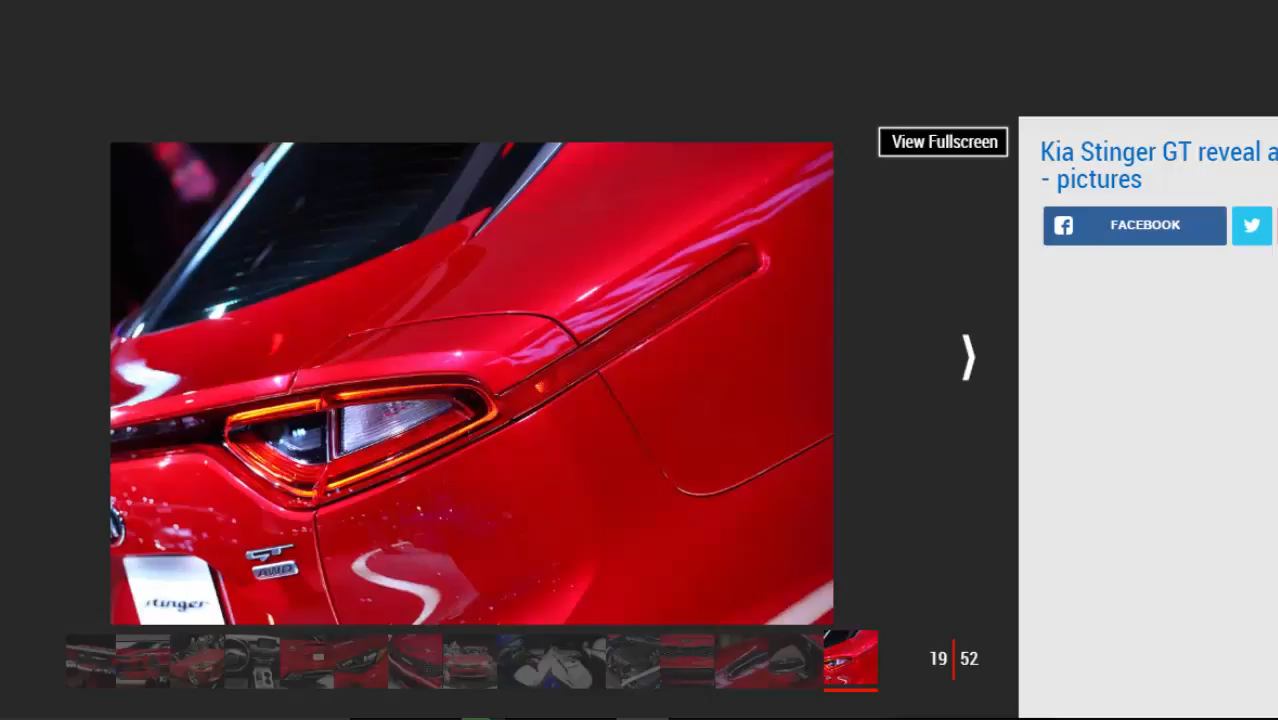 View Fullscreen
Kia Stinger GT reveal a
- pictures
FACEBOOK
GT
AWD
stinger
19 52